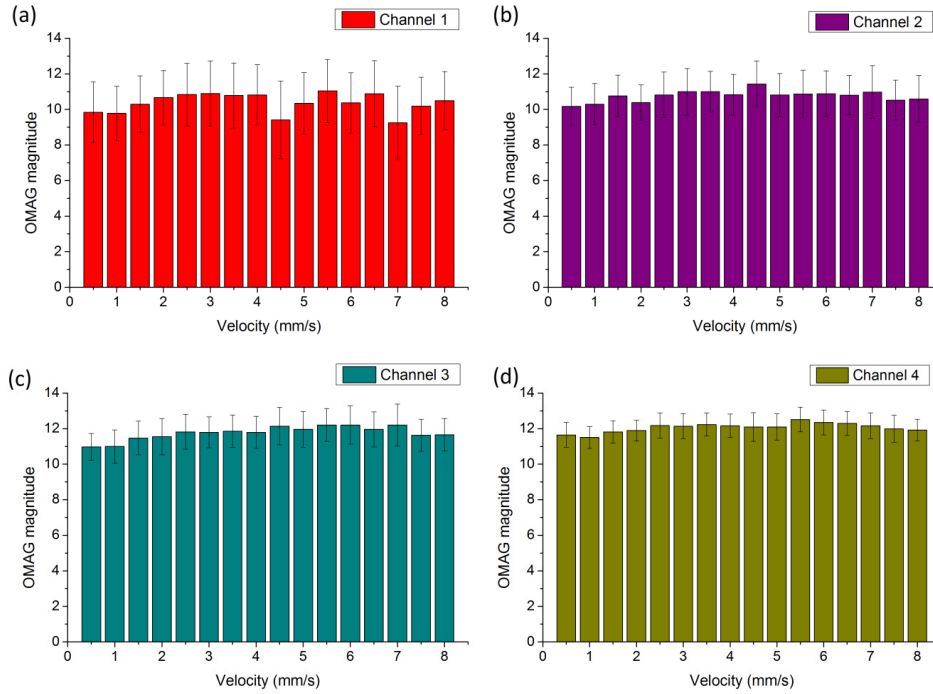 (a)
Channel 1
OMAG magnitude
14
12
10
8
6
4
2
0
0 1 2 3 4 5 6 7 8
Velocity (mm/s)
(b)
Channel 2
OMAG magnitude
14
12
10
8
6
4
2
0
0 1 2 3 4 5 6 7 8
Velocity (mm/s)
(c)
Channel 3
OMAG magnitude
14
12
10
8
6
4
2
0
0 1 2 3 4 5 6 7 8
Velocity (mm/s)
(d)
Channel 4
OMAG magnitude
14
12
10
8
6
4
2
0
0 1 2 3 4 5 6 7 8
Velocity (mm/s)